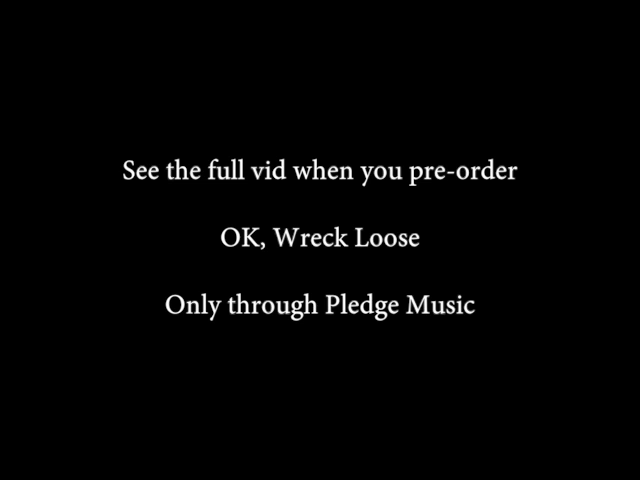 See the full vid when you pre-order
OK, Wreck Loose
Only through Pledge Music